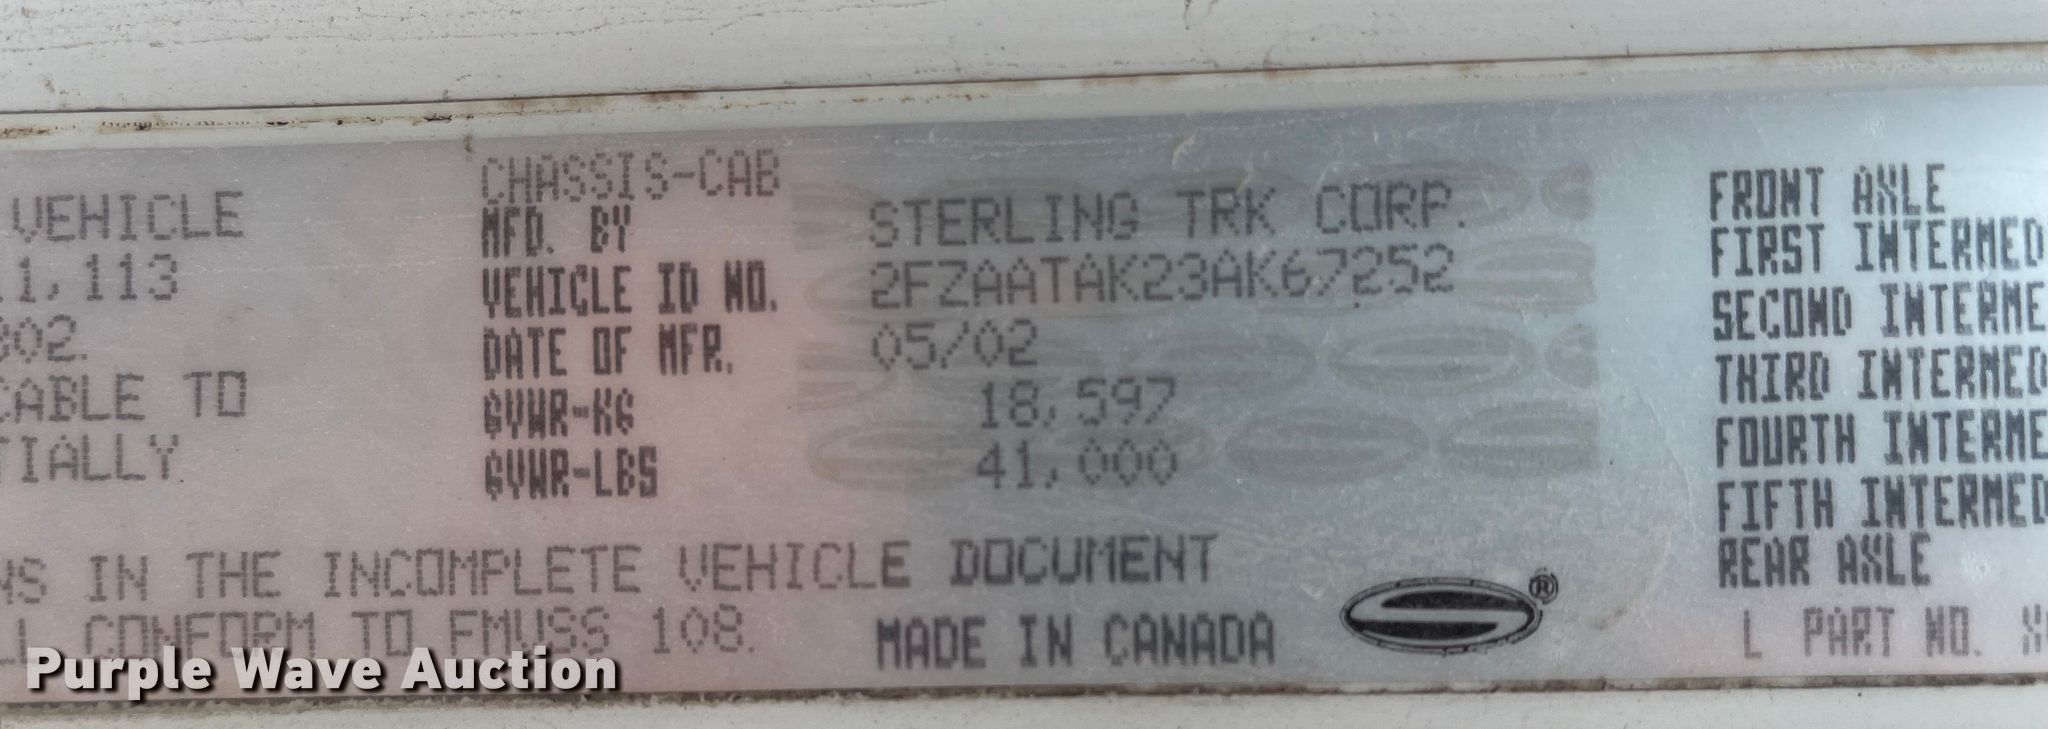 VEHICLE
1,113
302.
CABLE TO
TIALLY
NS IN THE INCOMPLETE VEHICLE DOCUMENT
LL CONFORM TO FMVSS 108.
CHASSIS-CAB
MFD. BY STERLING TRK CORP.
VEHICLE ID NO. 2FZAATAK23AK67252
DATE OF MFR. 05/02
GVWR-KG 18,597
GVWR-LBS 41,000
MADE IN CANADA
®
FRONT AXLE
FIRST INTERMED
SECOND INTERME
THIRD INTERMED
FOURTH INTERME
FIFTH INTERMED
REAR AXLE
L PART NO. X
Purple Wave Auction